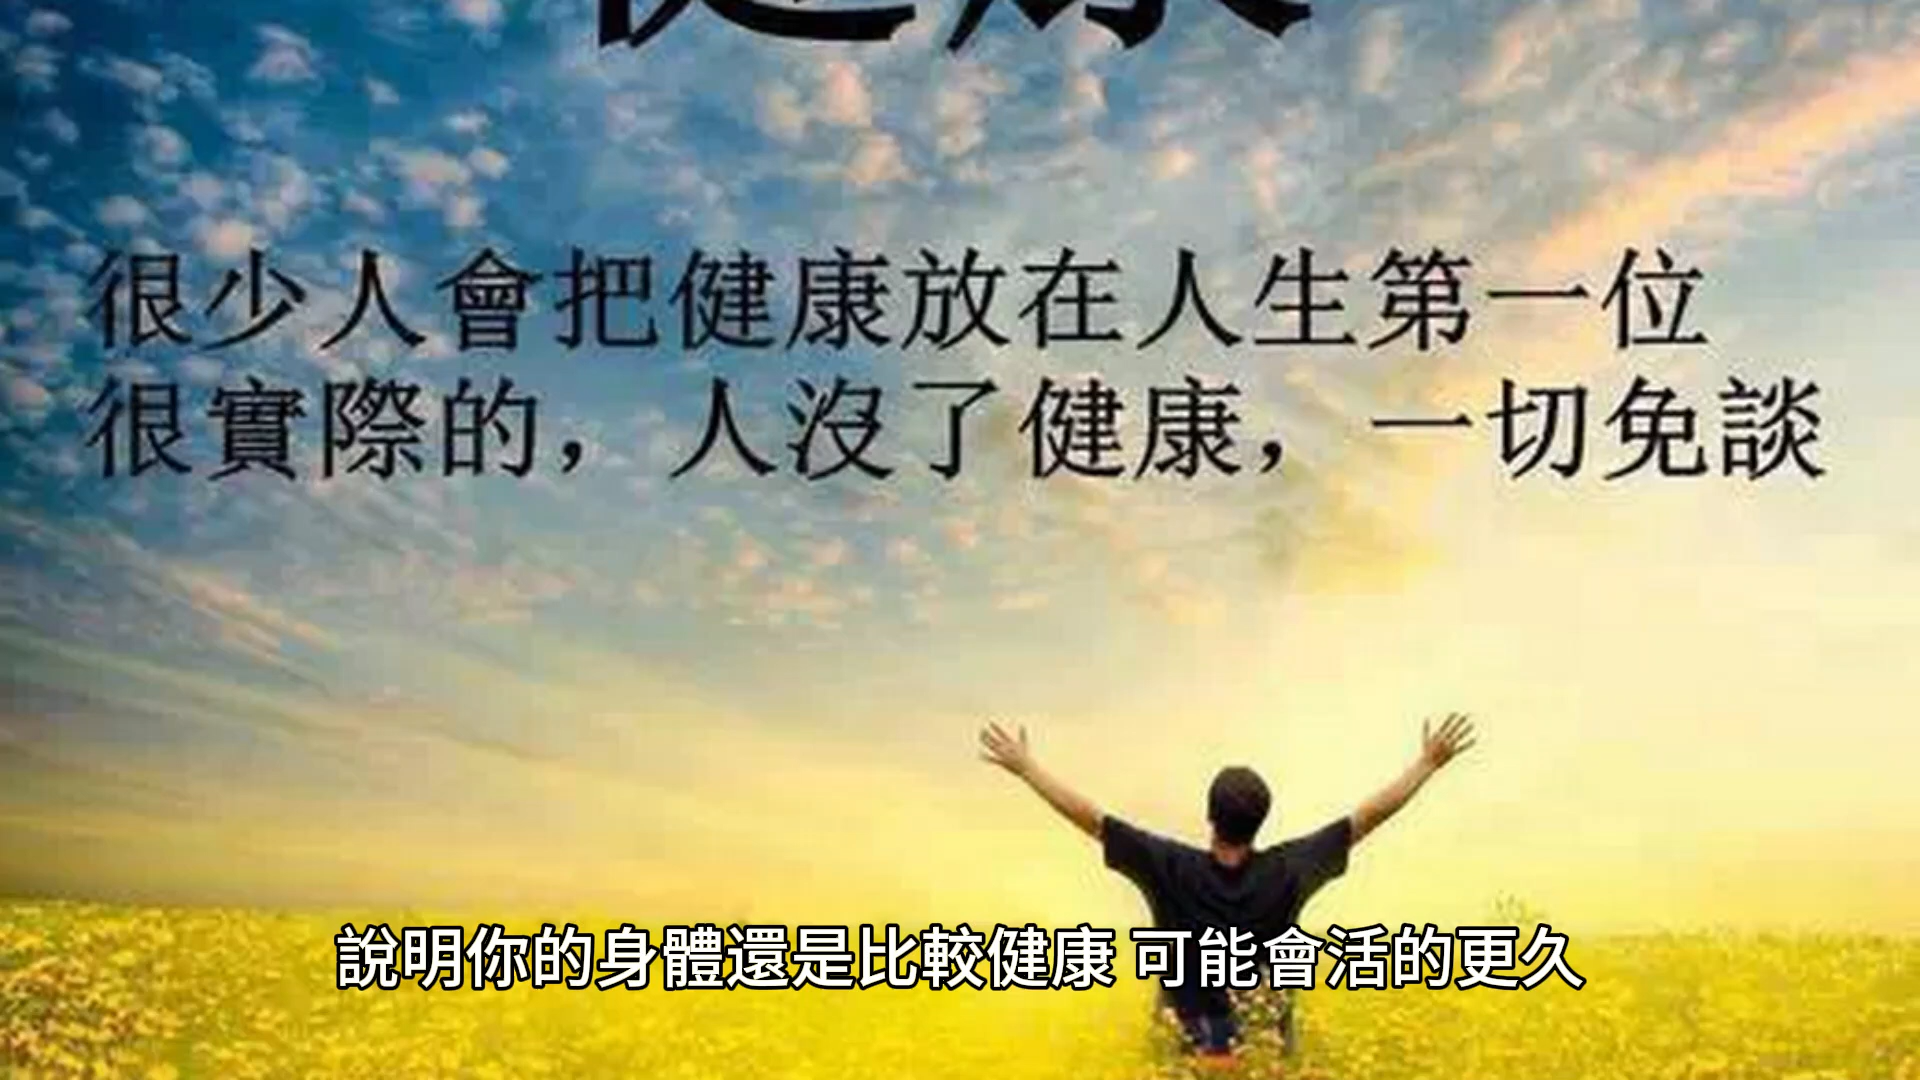 健康
很少人會把健康放在人生第一位
很實際的，人沒了健康，一切免談
說明你的身體還是比較健康 可能會活的更久